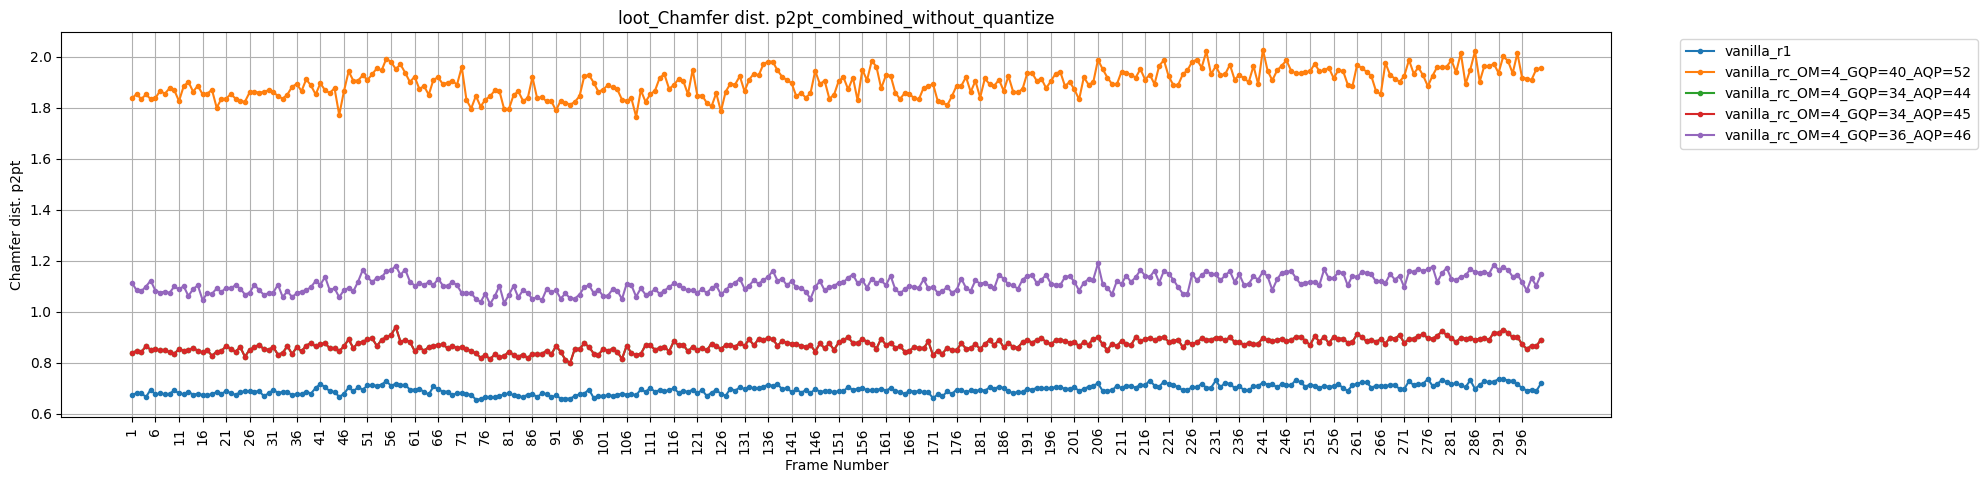 loot_Chamfer dist. p2pt_combined_without_quantize
vanilla_r1
vanilla_rc_OM=4_GQP=40_AQP=52
vanilla_rc_OM=4_GQP=34_AQP=44
vanilla_rc_OM=4_GQP=34_AQP=45
vanilla_rc_OM=4_GQP=36_AQP=46
Chamfer dist. p2pt
2.0
1.8
1.6
1.4
1.2
1.0
0.8
0.6
1 6 11 16 21 26 31 36 41 46 51 56 61 66 71 76 81 86 91 96 101 106 111 116 121 126 131 136 141 146 151 156 161 166 171 176 181 186 191 196 201 206 211 216 221 226 231 236 241 246 251 256 261 266 271 276 281 286 291 296
Frame Number